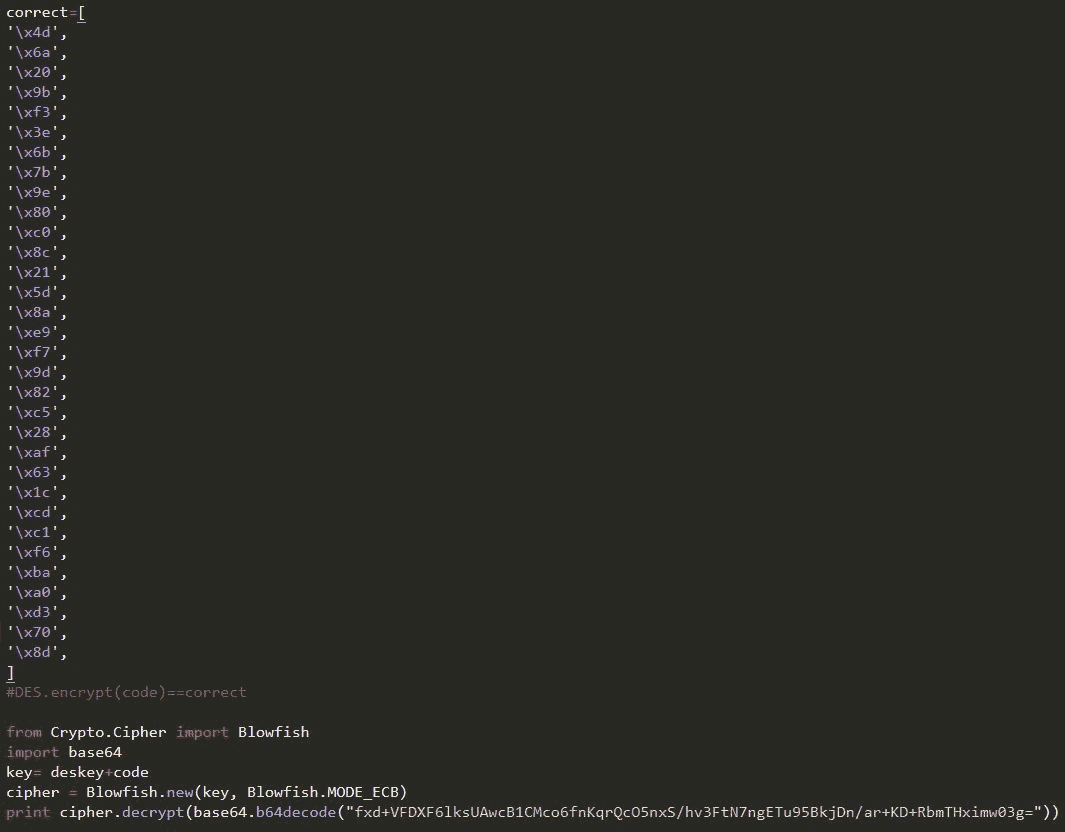 correct=[
'\x4d',
'\x6a',
'\x20',
'\x9b',
'\xf3',
'\x3e',
'\x6b',
'\x7b',
'\x9e',
'\x80',
'\xc0',
'\x8c',
'\x21',
'\x5d',
'\x8a',
'\xe9',
'\xf7',
'\x9d',
'\x82',
'\xc5',
'\x28',
'\xaf',
'\x63',
'\x1c',
'\xcd',
'\xc1',
'\xf6',
'\xba',
'\xa0',
'\xd3',
'\x70',
'\x8d',
]
#DES.encrypt(code)==correct
from Crypto.Cipher import Blowfish
import base64
key= deskey+code
cipher = Blowfish.new(key, Blowfish.MODE_ECB)
print cipher.decrypt(base64.b64decode("fxd+VFDXF6lksUAwcB1CMco6fnKqrQcO5nxS/hv3FtN7ngETu95BkjDn/ar+KD+RbmTHximw03g="))